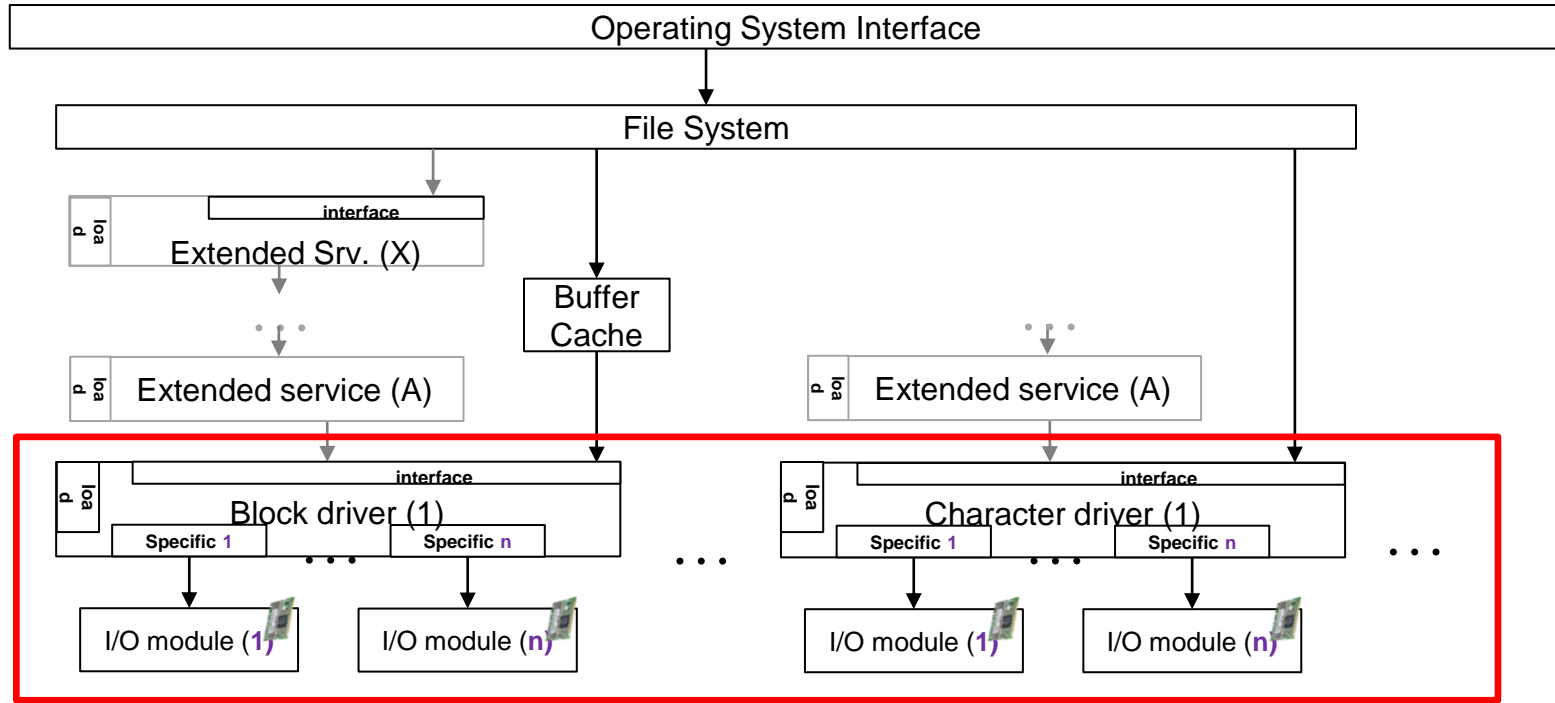 Operating System Interface
File System
interface
loa
d
Extended Srv. (X)
Buffer
Cache
. . .
. . .
loa
d
Extended service (A)
loa
d
Extended service (A)
loa
d
interface
Block driver (1)
Specific 1
. . .
Specific n
. . .
loa
d
interface
Character driver (1)
Specific 1
. . .
Specific n
. . .
I/O module (1)
I/O module (n)
I/O module (1)
I/O module (n)